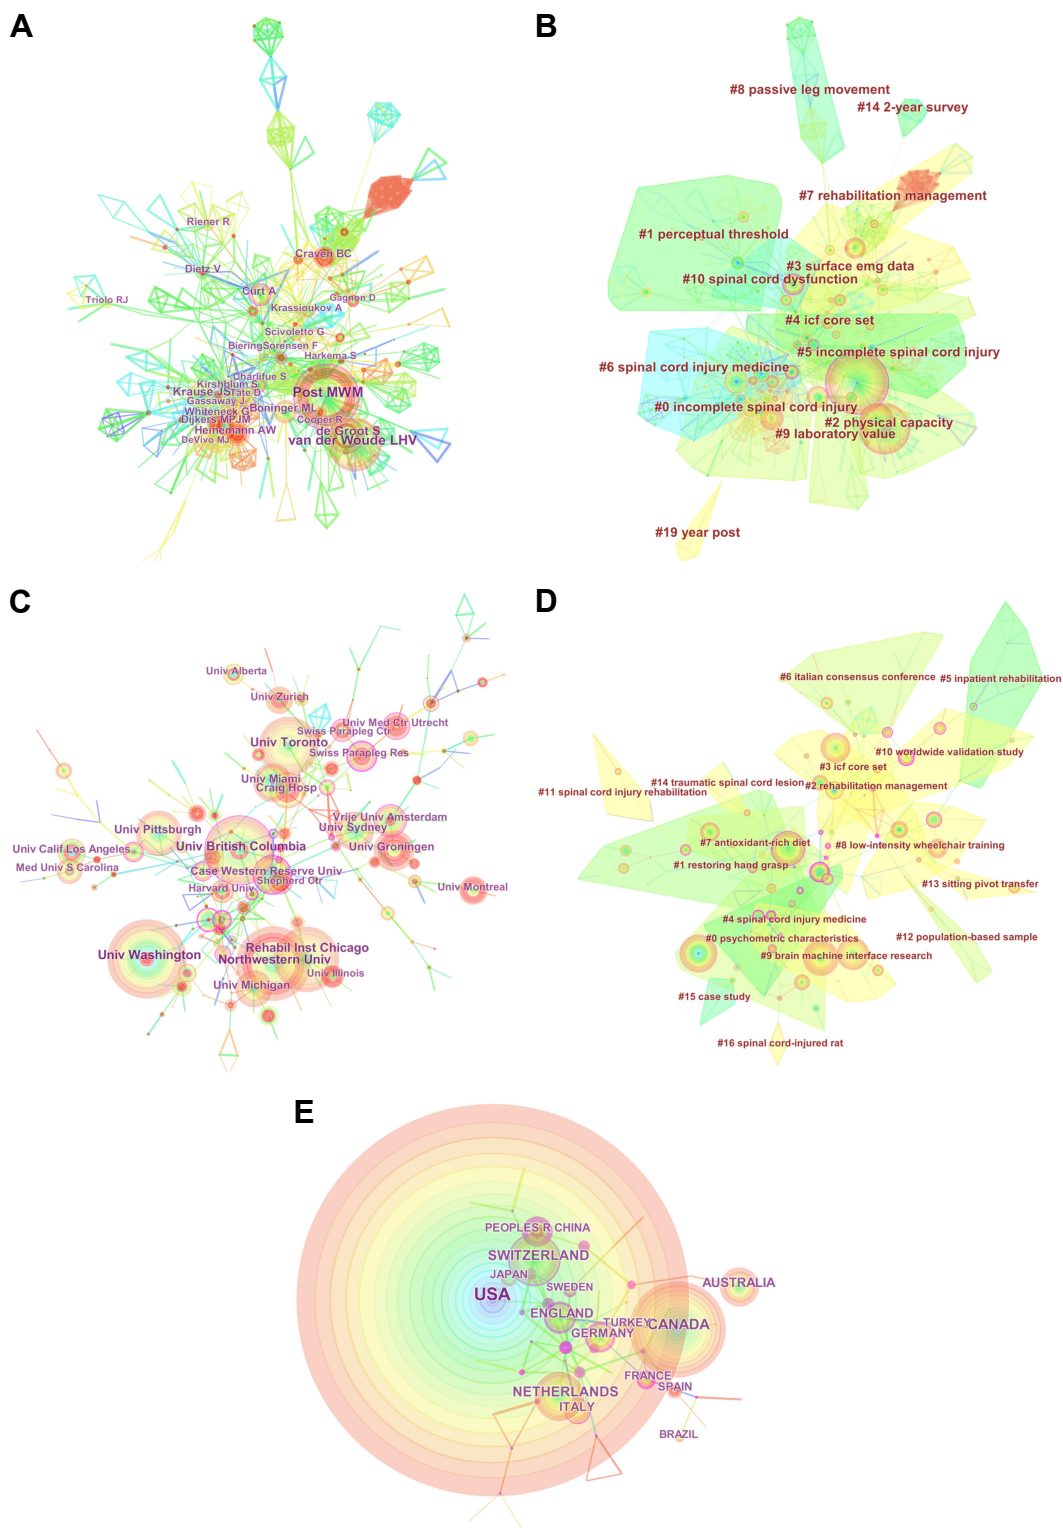 A
Riener R
Dietz V
Craven BC
Curt A
Triolo RJ
Gagnon D
Krassioukov A
Scivoletto G
BieringSorensen F
Harkema S
Charlifue S
Kirshblum S
Krause JS
Tate D
Post MWM
Gassaway J
Whiteneck G
Boninger ML
Dijkers MPJM
Cooper R
Heinemann AW
de Groot S
DeVivo MJ
van der Woude LHV
B
#8 passive leg movement
#14 2-year survey
#7 rehabilitation management
#1 perceptual threshold
#3 surface emg data
#10 spinal cord dysfunction
#4 icf core set
#5 incomplete spinal cord injury
#6 spinal cord injury medicine
#0 incomplete spinal cord injury
#2 physical capacity
#9 laboratory value
#19 year post
C
Univ Alberta
Univ Zurich
Univ Med Ctr Utrecht
Swiss Parapleg Ctr
Univ Toronto
Swiss Parapleg Res
Univ Miami
Craig Hosp
Vrije Univ Amsterdam
Univ Pittsburgh
Univ Sydney
Univ British Columbia
Univ Calif Los Angeles
Univ Groningen
Med Univ S Carolina
Case Western Reserve Univ
Shepherd Ctr
Harvard Univ
Univ Montreal
Rehabil Inst Chicago
Univ Washington
Northwestern Univ
Univ Illinois
Univ Michigan
D
#6 italian consensus conference
#5 inpatient rehabilitation
#10 worldwide validation study
#3 icf core set
#14 traumatic spinal cord lesion
#2 rehabilitation management
#11 spinal cord injury rehabilitation
#7 antioxidant-rich diet
#8 low-intensity wheelchair training
#1 restoring hand grasp
#13 sitting pivot transfer
#4 spinal cord injury medicine
#12 population-based sample
#0 psychometric characteristics
#9 brain machine interface research
#15 case study
#16 spinal cord-injured rat
E
PEOPLES R CHINA
SWITZERLAND
JAPAN
SWEDEN
AUSTRALIA
USA
ENGLAND
TURKEY
CANADA
GERMANY
FRANCE
SPAIN
NETHERLANDS
ITALY
BRAZIL